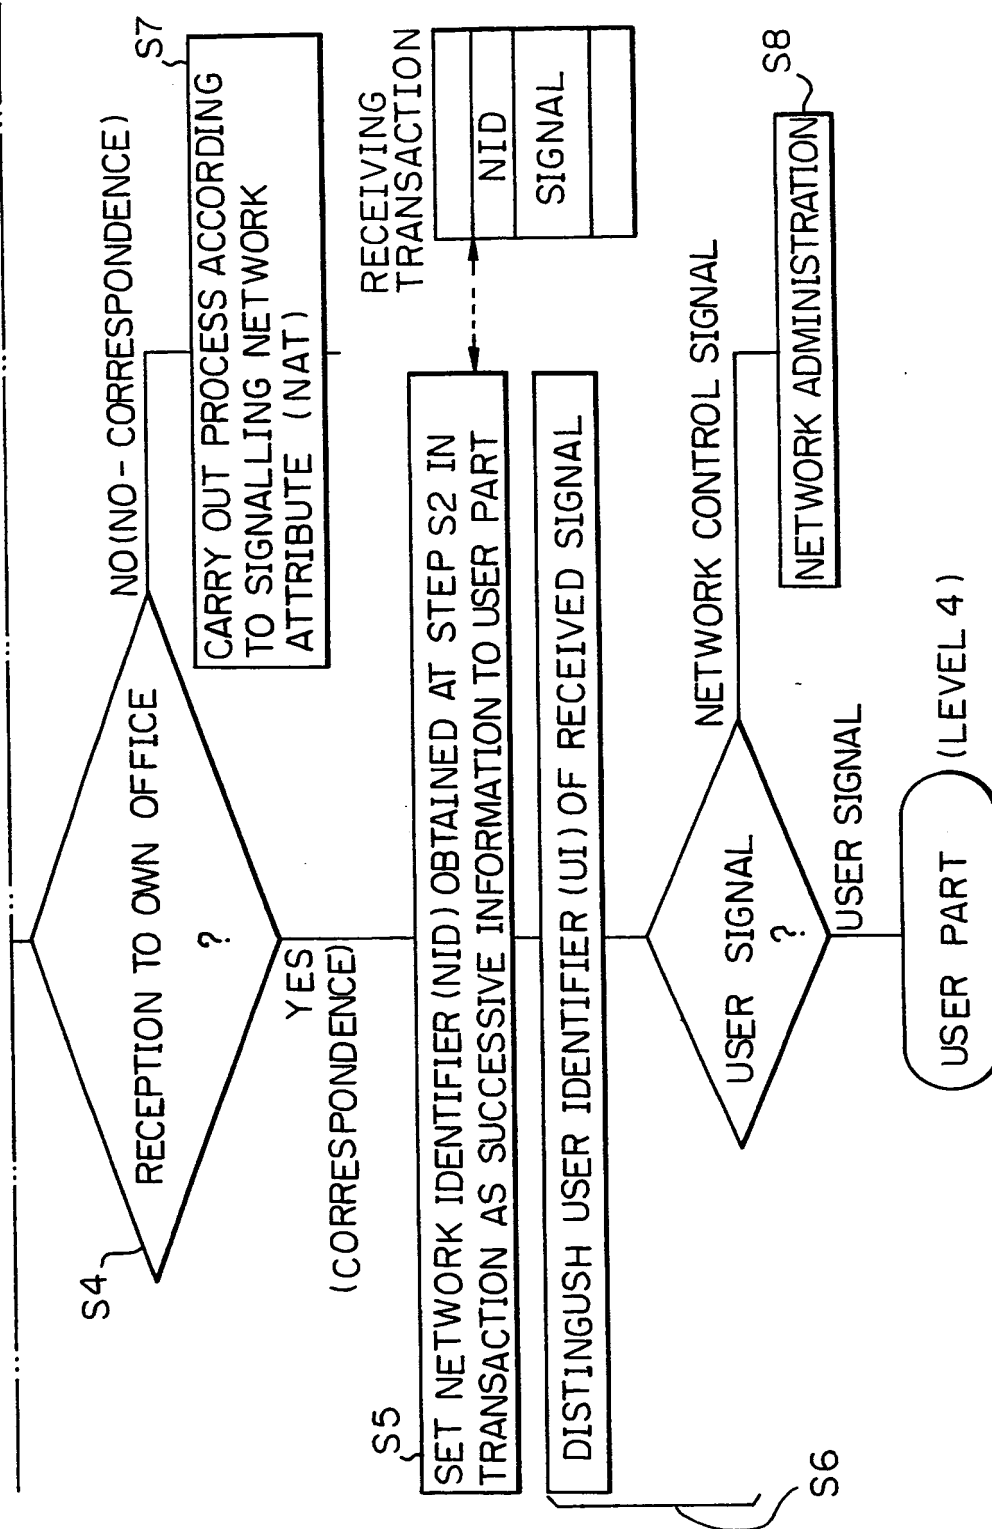 S4
RECEPTION TO OWN OFFICE
?
NO(NO-CORRESPONDENCE)
S7
CARRY OUT PROCESS ACCORDING
TO SIGNALLING NETWORK
ATTRIBUTE (NAT)
YES
(CORRESPONDENCE)
RECEIVING
TRANSACTION
NID
SIGNAL
S5
SET NETWORK IDENTIFIER (NID) OBTAINED AT STEP S2 IN
TRANSACTION AS SUCCESSIVE INFORMATION TO USER PART
DISTINGUSH USER IDENTIFIER (UI) OF RECEIVED SIGNAL
S6
USER SIGNAL
?
NETWORK CONTROL SIGNAL
S8
NETWORK ADMINISTRATION
USER SIGNAL
USER PART
(LEVEL 4)